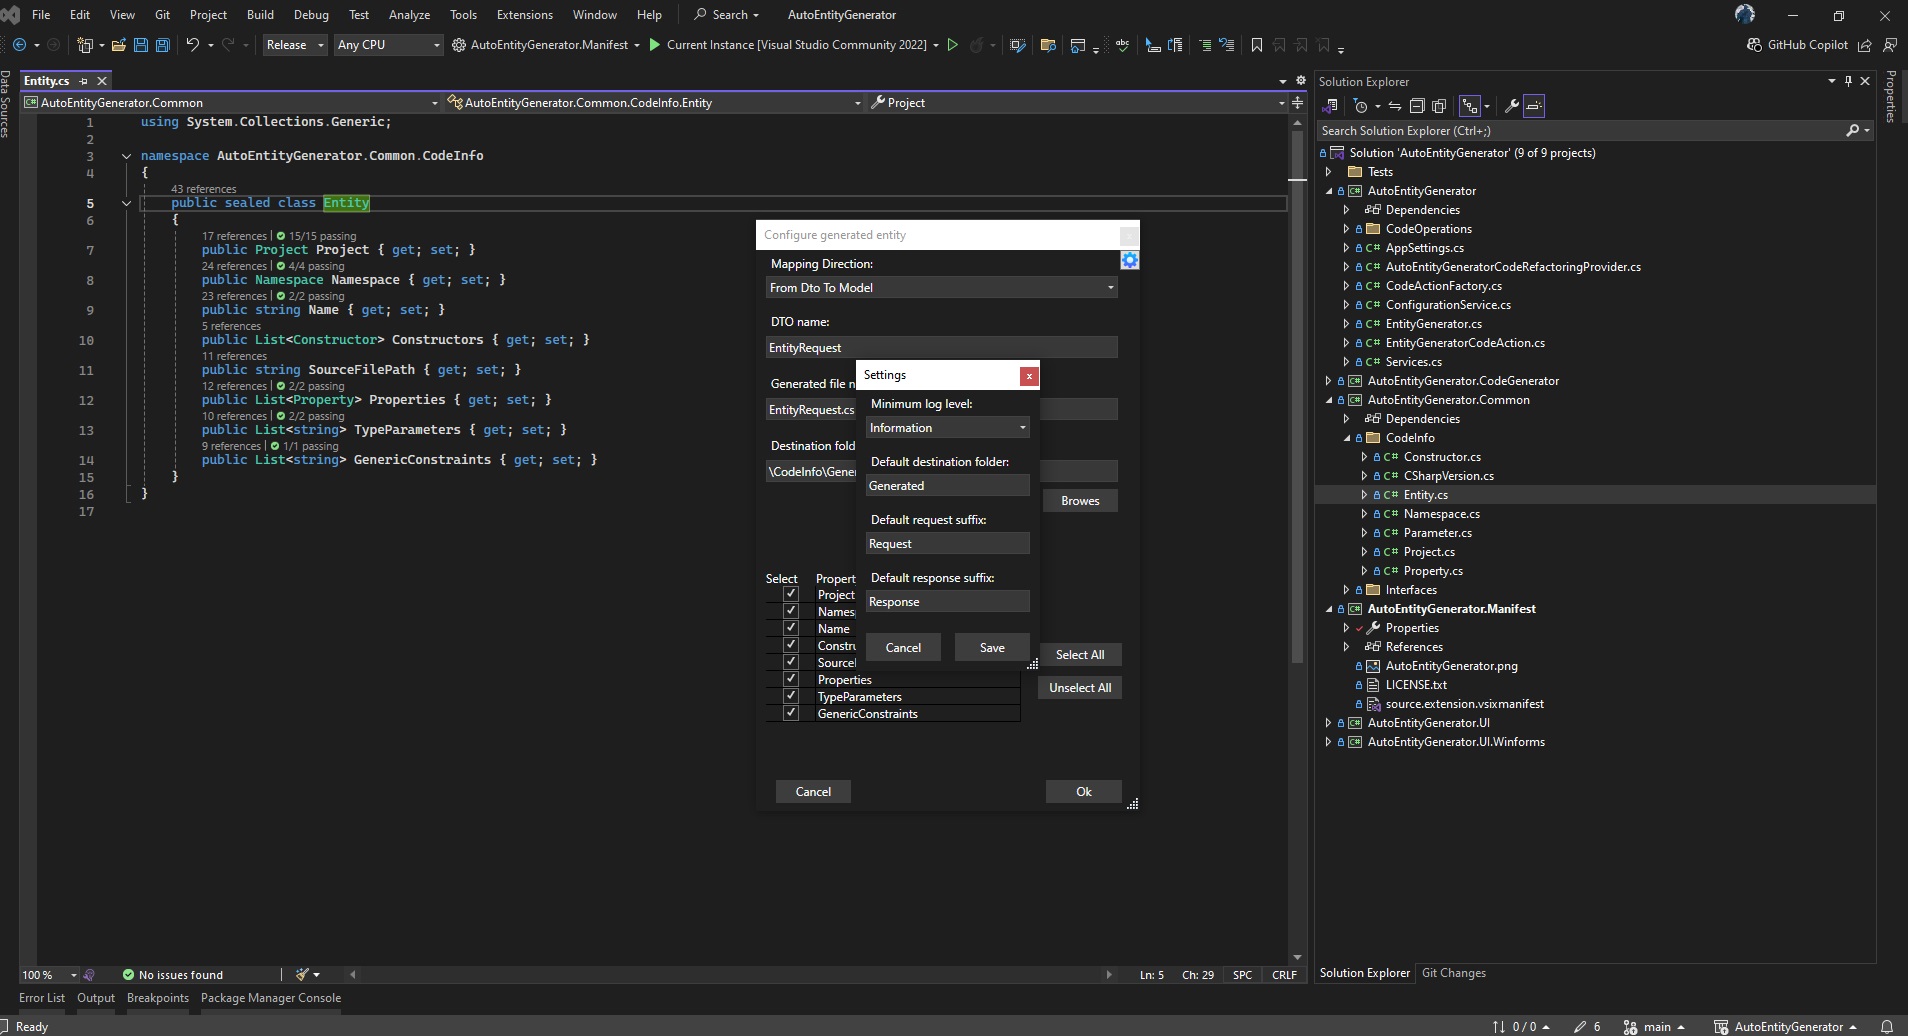 File Edit View Git Project Build Debug Test Analyze Tools Extensions Window Help Search AutoEntityGenerator
Release Any CPU AutoEntityGenerator.Manifest Current Instance [Visual Studio Community 2022] GitHub Copilot
Data Sources
Entity.cs
AutoEntityGenerator.Common AutoEntityGenerator.Common.CodeInfo.Entity Project
1 using System.Collections.Generic;
2
3 namespace AutoEntityGenerator.Common.CodeInfo
4 {
43 references
5 public sealed class Entity
6 {
17 references | 15/15 passing
7 public Project Project { get; set; }
24 references | 4/4 passing
8 public Namespace Namespace { get; set; }
23 references | 2/2 passing
9 public string Name { get; set; }
5 references
10 public List<Constructor> Constructors { get; set; }
11 references
11 public string SourceFilePath { get; set; }
12 references | 2/2 passing
12 public List<Property> Properties { get; set; }
10 references | 2/2 passing
13 public List<string> TypeParameters { get; set; }
9 references | 1/1 passing
14 public List<string> GenericConstraints { get; set; }
15 }
16 }
17
Configure generated entity
Mapping Direction:
From Dto To Model
DTO name:
EntityRequest
Generated file n
EntityRequest.cs
Destination fold
\CodeInfo\Gener
Browes
Select Property
Project
Names
Name
Constru
SourceF
Properties
TypeParameters
GenericConstraints
Select All
Unselect All
Cancel Ok
Settings x
Minimum log level:
Information
Default destination folder:
Generated
Default request suffix:
Request
Default response suffix:
Response
Cancel Save
Solution Explorer
Search Solution Explorer (Ctrl+;)
Solution 'AutoEntityGenerator' (9 of 9 projects)
Tests
C# AutoEntityGenerator
Dependencies
CodeOperations
C# AppSettings.cs
C# AutoEntityGeneratorCodeRefactoringProvider.cs
C# CodeActionFactory.cs
C# ConfigurationService.cs
C# EntityGenerator.cs
C# EntityGeneratorCodeAction.cs
C# Services.cs
C# AutoEntityGenerator.CodeGenerator
C# AutoEntityGenerator.Common
Dependencies
CodeInfo
C# Constructor.cs
C# CSharpVersion.cs
C# Entity.cs
C# Namespace.cs
C# Parameter.cs
C# Project.cs
C# Property.cs
Interfaces
C# AutoEntityGenerator.Manifest
Properties
References
AutoEntityGenerator.png
LICENSE.txt
source.extension.vsixmanifest
C# AutoEntityGenerator.UI
C# AutoEntityGenerator.UI.Winforms
Solution Explorer Git Changes
Properties
100 % No issues found Ln: 5 Ch: 29 SPC CRLF
Error List Output Breakpoints Package Manager Console
Ready 0 / 0 6 main AutoEntityGenerator